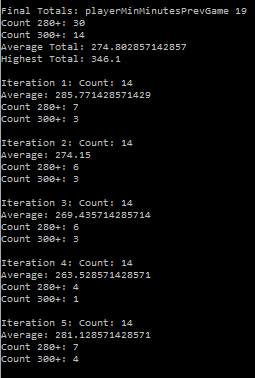 Final Totals: playerMinMinutesPrevGame 19
Count 280+: 30
Count 300+: 14
Average Total: 274.802857142857
Highest Total: 346.1
Iteration 1: Count: 14
Average: 285.771428571429
Count 280+: 7
Count 300+: 3
Iteration 2: Count: 14
Average: 274.15
Count 280+: 6
Count 300+: 3
Iteration 3: Count: 14
Average: 269.435714285714
Count 280+: 6
Count 300+: 3
Iteration 4: Count: 14
Average: 263.528571428571
Count 280+: 4
Count 300+: 1
Iteration 5: Count: 14
Average: 281.128571428571
Count 280+: 7
Count 300+: 4